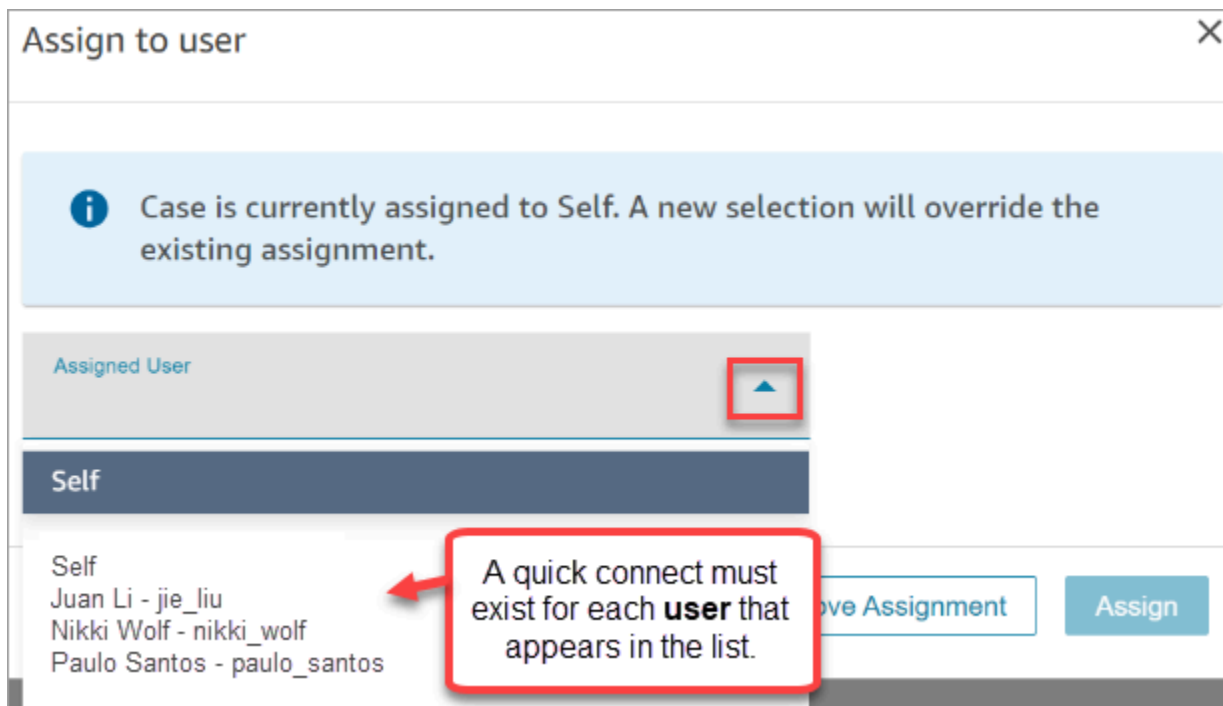 Assign to user
Case is currently assigned to Self. A new selection will override the
existing assignment.
Assigned User
Self
Self
Juan Li - jie_liu
Nikki Wolf - nikki_wolf
Paulo Santos - paulo_santos
A quick connect must
exist for each user that
appears in the list.
Assignment
Assign